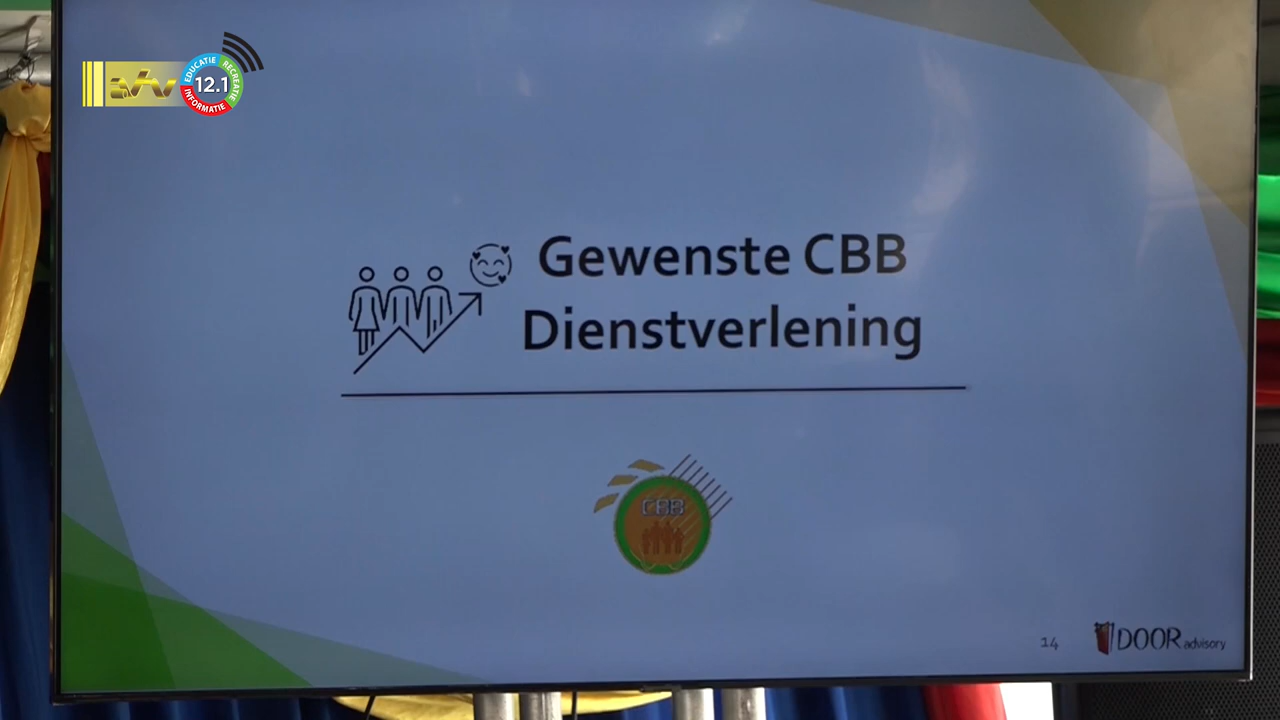 EDUCATIE
RECREATIE
INFORMATIE
12.1
Gewenste CBB
Dienstverlening
CBB
14
DOOR advisory